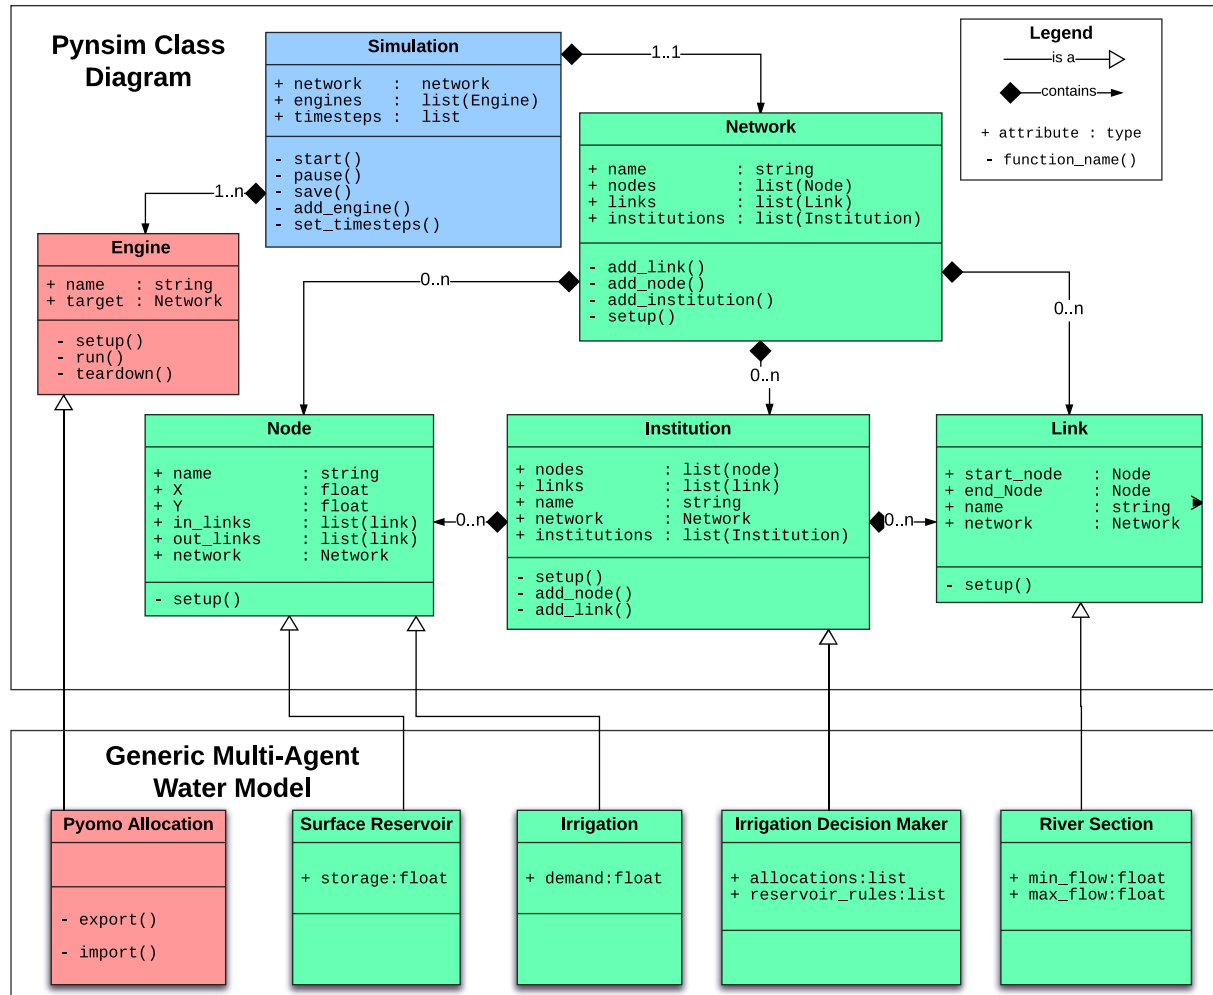 Pynsim Class
Diagram
Simulation
+ network : network
+ engines : list(Engine)
+ timesteps : list
- start()
- pause()
- save()
- add_engine()
- set_timesteps()
1..1
1..n
Legend
is a
contains
+ attribute : type
- function_name()
Network
+ name : string
+ nodes : list(Node)
+ links : list(Link)
+ institutions : list(Institution)
- add_link()
- add_node()
- add_institution()
- setup()
Engine
+ name : string
+ target : Network
- setup()
- run()
- teardown()
0..n
0..n
0..n
Node
+ name : string
+ X : float
+ Y : float
+ in_links : list(link)
+ out_links : list(link)
+ network : Network
- setup()
0..n
Institution
+ nodes : list(node)
+ links : list(link)
+ name : string
+ network : Network
+ institutions : list(Institution)
- setup()
- add_node()
- add_link()
0..n
Link
+ start_node : Node
+ end_Node : Node
+ name : string
+ network : Network
- setup()
Generic Multi-Agent
Water Model
Pyomo Allocation
- export()
- import()
Surface Reservoir
+ storage:float
Irrigation
+ demand:float
Irrigation Decision Maker
+ allocations:list
+ reservoir_rules:list
River Section
+ min_flow:float
+ max_flow:float